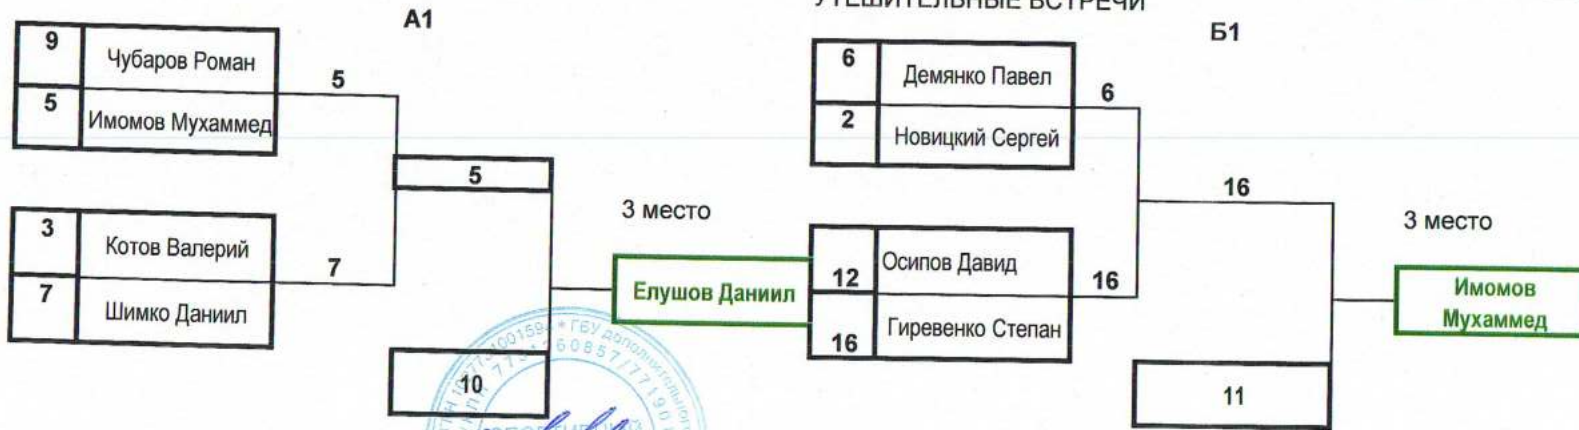 УТЕШИТЕЛЬНЫЕ ВСТРЕЧИ
А1
9
Чубаров Роман
5
5
Имомов Мухаммед
5
3
Котов Валерий
7
7
Шимко Даниил
10
3 место
Елушов Даниил
Б1
6
Демянко Павел
6
2
Новицкий Сергей
16
12
Осипов Давид
16
16
Гиревенко Степан
11
3 место
Имомов
Мухаммед